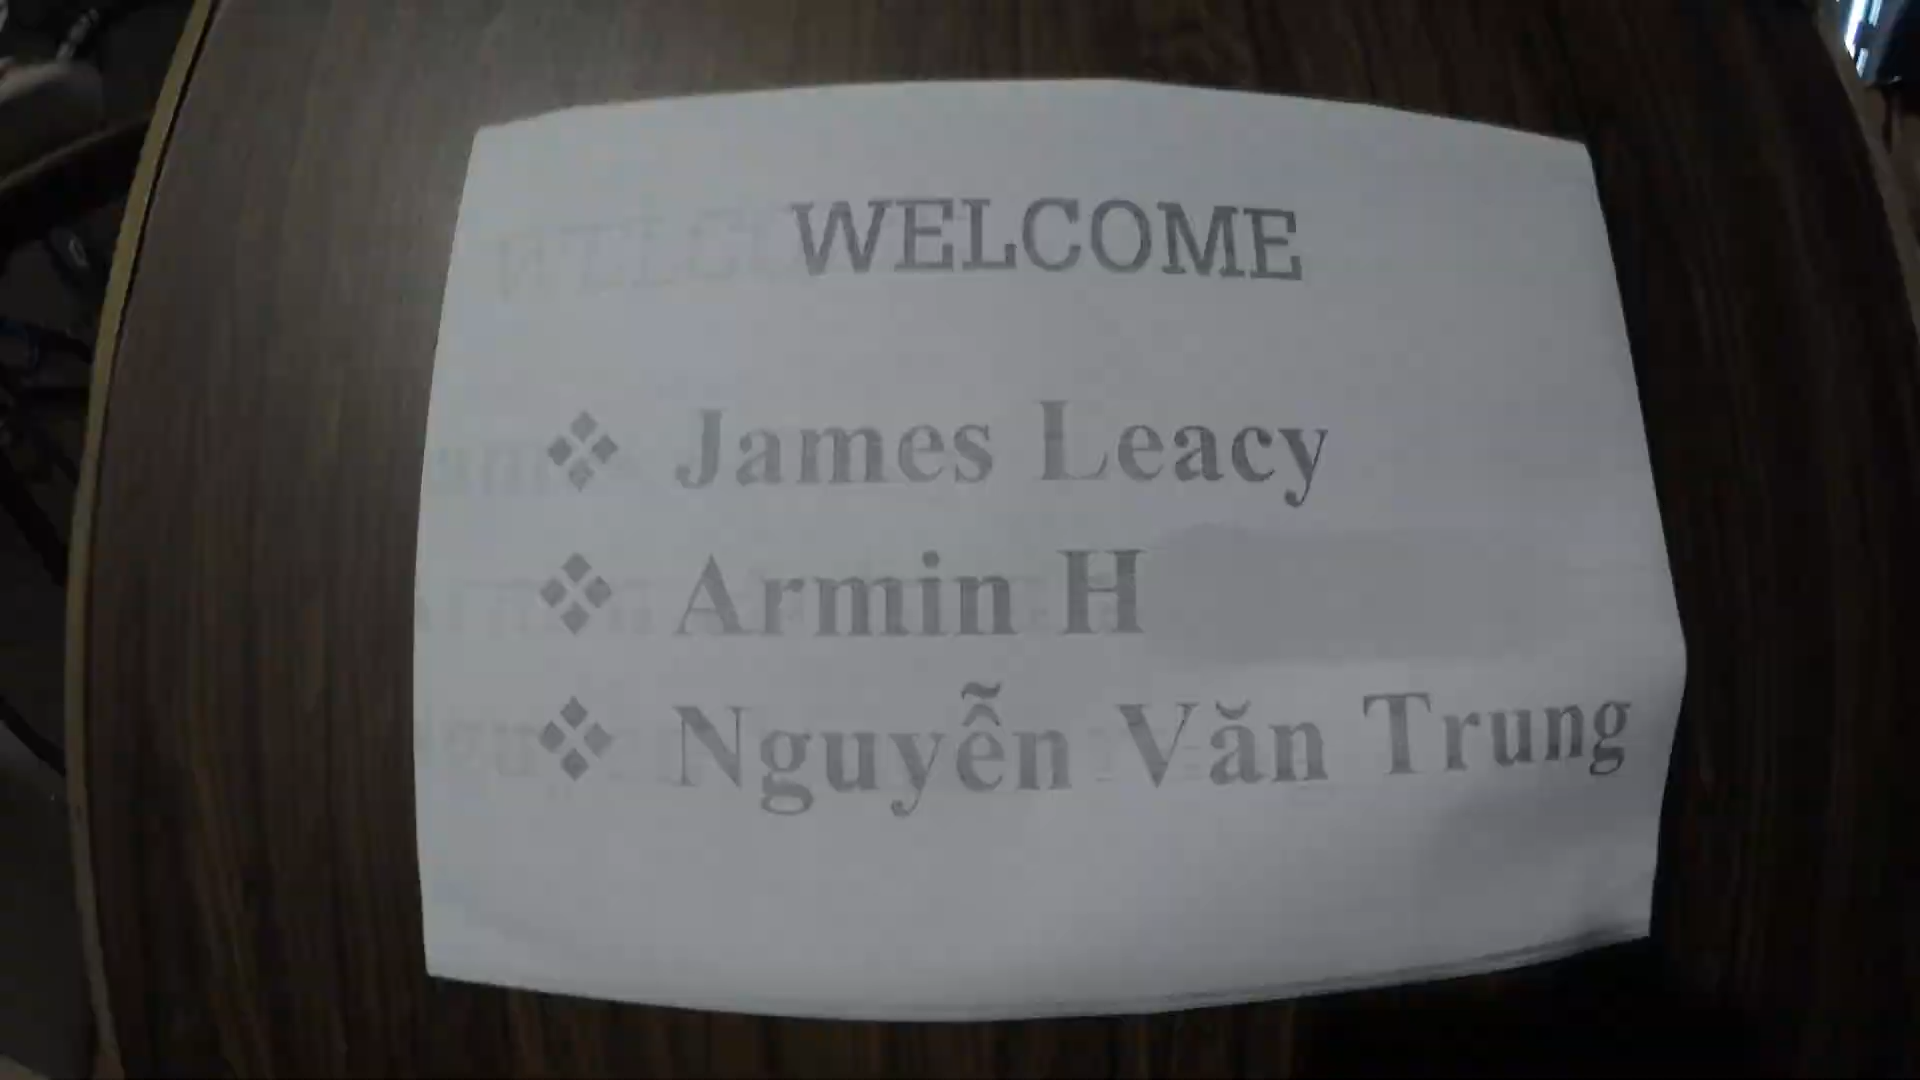 WELCOME
❖ James Leacy
❖ Armin H
❖ Nguyễn Văn Trung